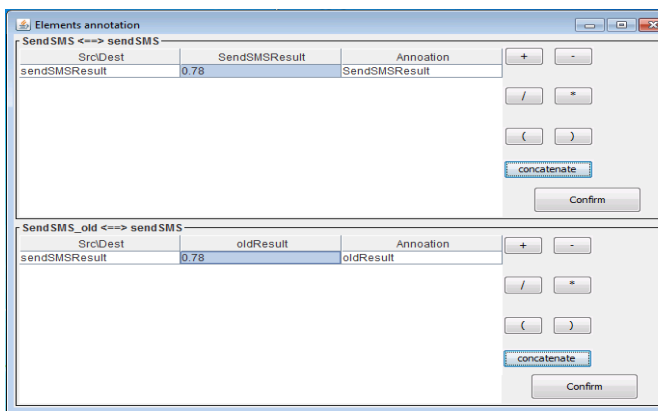 Elements annotation
SendSMS <==> sendSMS
Src\Dest SendSMSResult Annoation
sendSMSResult 0.78 SendSMSResult
+ -
/ *
( )
concatenate
Confirm
SendSMS_old <==> sendSMS
Src\Dest oldResult Annoation
sendSMSResult 0.78 oldResult
+ -
/ *
( )
concatenate
Confirm